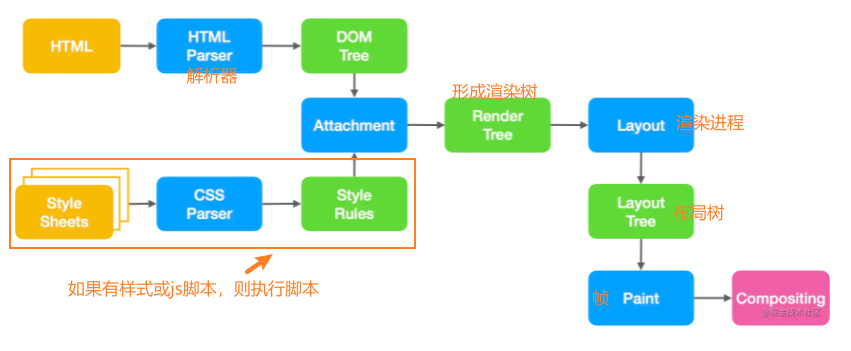 HTML
HTML
Parser
解析器
DOM
Tree
Attachment
形成渲染树
Render
Tree
Layout
渲染进程
Style
Sheets
CSS
Parser
Style
Rules
Layout
Tree
布局树
如果有样式或js脚本，则执行脚本
帧
Paint
Compositing
@掘金技术社区